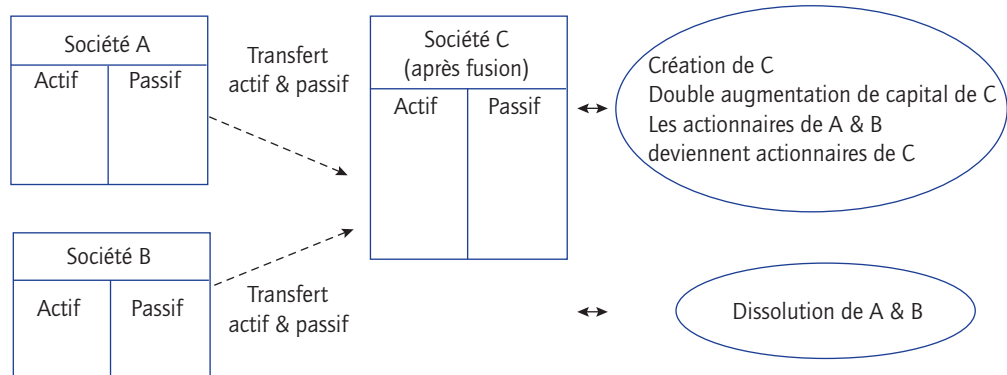 Société A
Actif
Passif
Transfert
actif & passif
Société C
(après fusion)
Actif
Passif
Création de C
Double augmentation de capital de C
Les actionnaires de A & B
deviennent actionnaires de C
Société B
Actif
Passif
Transfert
actif & passif
Dissolution de A & B